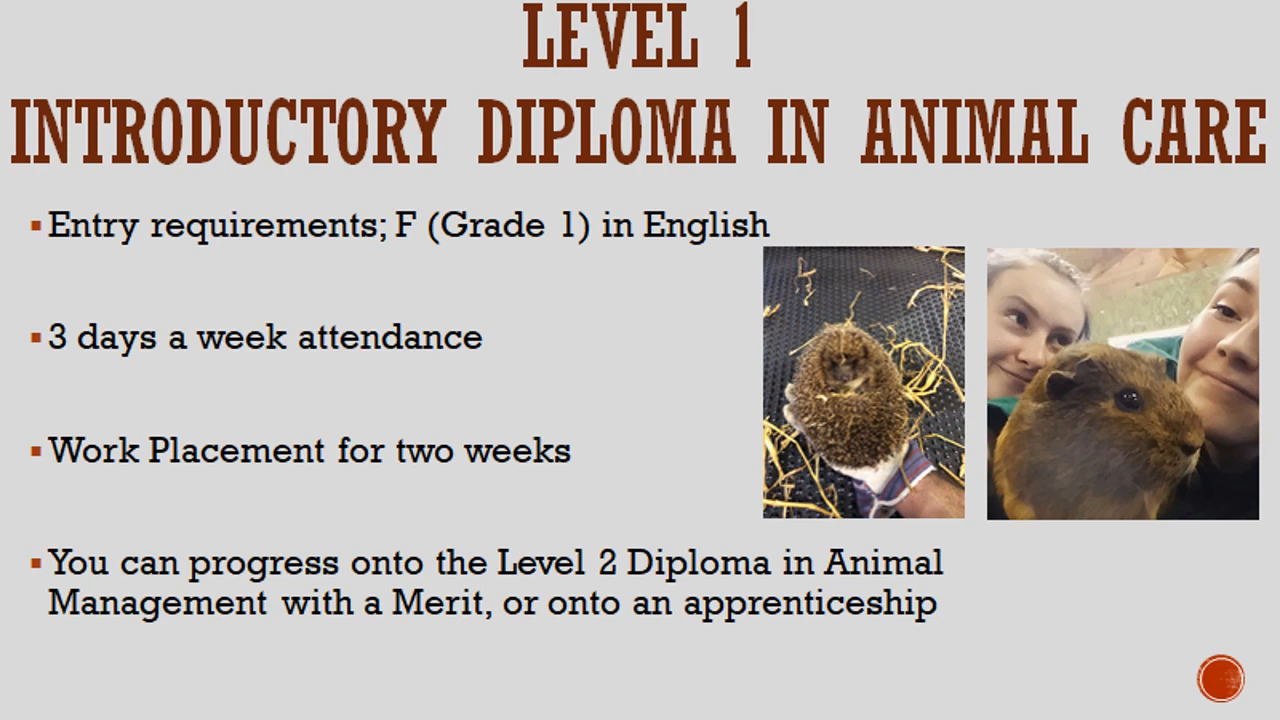 LEVEL 1
INTRODUCTORY DIPLOMA IN ANIMAL CARE
Entry requirements; F (Grade 1) in English
3 days a week attendance
Work Placement for two weeks
You can progress onto the Level 2 Diploma in Animal
Management with a Merit, or onto an apprenticeship